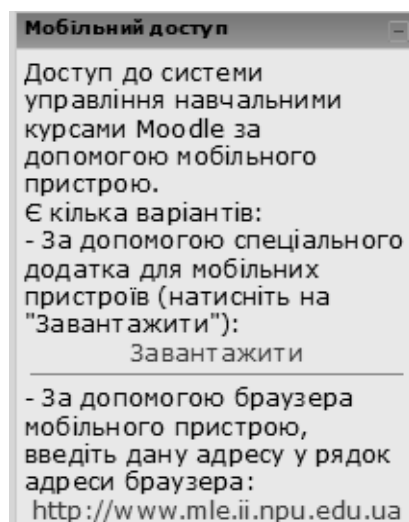 Мобільний доступ
Доступ до системи
управління навчальними
курсами Moodle за
допомогою мобільного
пристрою.
Є кілька варіантів:
- За допомогою спеціального
додатка для мобільних
пристроїв (натисніть на
"Завантажити"):
Завантажити
- За допомогою браузера
мобільного пристрою,
введіть дану адресу у рядок
адреси браузера:
http://www.mle.ii.npu.edu.ua